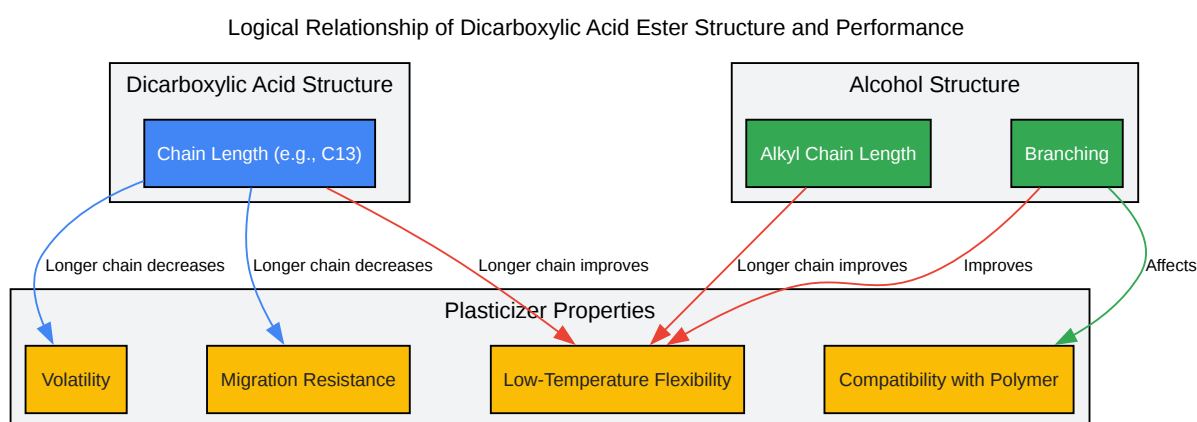 Logical Relationship of Dicarboxylic Acid Ester Structure and Performance
Dicarboxylic Acid Structure
Alcohol Structure
Chain Length (e.g., C13)
Alkyl Chain Length
Branching
Longer chain decreases
Longer chain decreases
Longer chain improves
Longer chain improves
Improves
Affects
Plasticizer Properties
Volatility
Migration Resistance
Low-Temperature Flexibility
Compatibility with Polymer